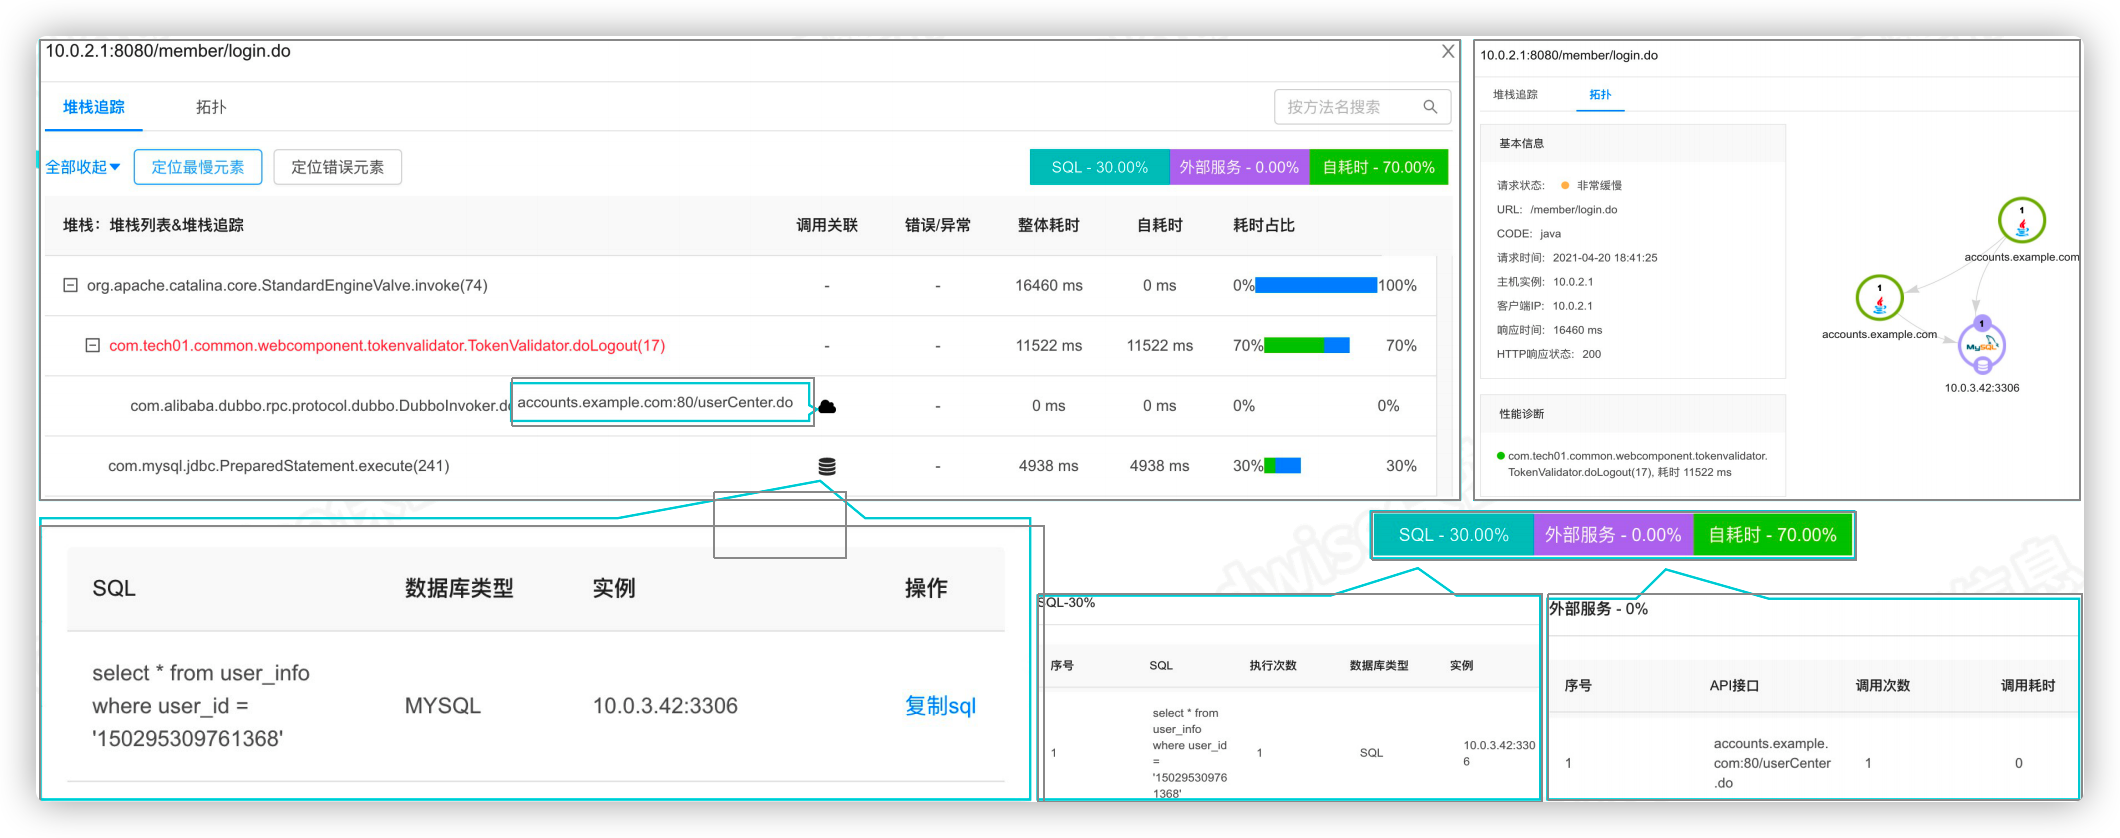 10.0.2.1:8080/member/login.do
X
堆栈追踪
拓扑
按方法名搜索
全部收起
定位最慢元素
定位错误元素
SQL - 30.00%
外部服务 - 0.00%
自耗时 - 70.00%
堆栈：堆栈列表&堆栈追踪
调用关联
错误/异常
整体耗时
自耗时
耗时占比
org.apache.catalina.core.StandardEngineValve.invoke(74)
-
-
16460 ms
0 ms
0%
100%
com.tech01.common.webcomponent.tokenvalidator.TokenValidator.doLogout(17)
-
-
11522 ms
11522 ms
70%
70%
com.alibaba.dubbo.rpc.protocol.dubbo.DubboInvoker.do
accounts.example.com:80/userCenter.do
-
0 ms
0 ms
0%
0%
com.mysql.jdbc.PreparedStatement.execute(241)
-
4938 ms
4938 ms
30%
30%
10.0.2.1:8080/member/login.do
堆栈追踪
拓扑
基本信息
请求状态: 非常缓慢
URL: /member/login.do
CODE: java
请求时间: 2021-04-20 18:41:25
主机实例: 10.0.2.1
客户端IP: 10.0.2.1
响应时间: 16460 ms
HTTP响应状态: 200
性能诊断
com.tech01.common.webcomponent.tokenvalidator.
TokenValidator.doLogout(17), 耗时 11522 ms
1
accounts.example.com
1
accounts.example.com
1
MySQL
10.0.3.42:3306
SQL
数据库类型
实例
操作
select * from user_info
where user_id =
'150295309761368'
MYSQL
10.0.3.42:3306
复制sql
SQL - 30.00%
外部服务 - 0.00%
自耗时 - 70.00%
SQL-30%
序号
SQL
执行次数
数据库类型
实例
1
select * from
user_info
where user_id
=
'15029530976
1368'
1
SQL
10.0.3.42:330
6
外部服务 - 0%
序号
API接口
调用次数
调用耗时
1
accounts.example.
com:80/userCenter
.do
1
0